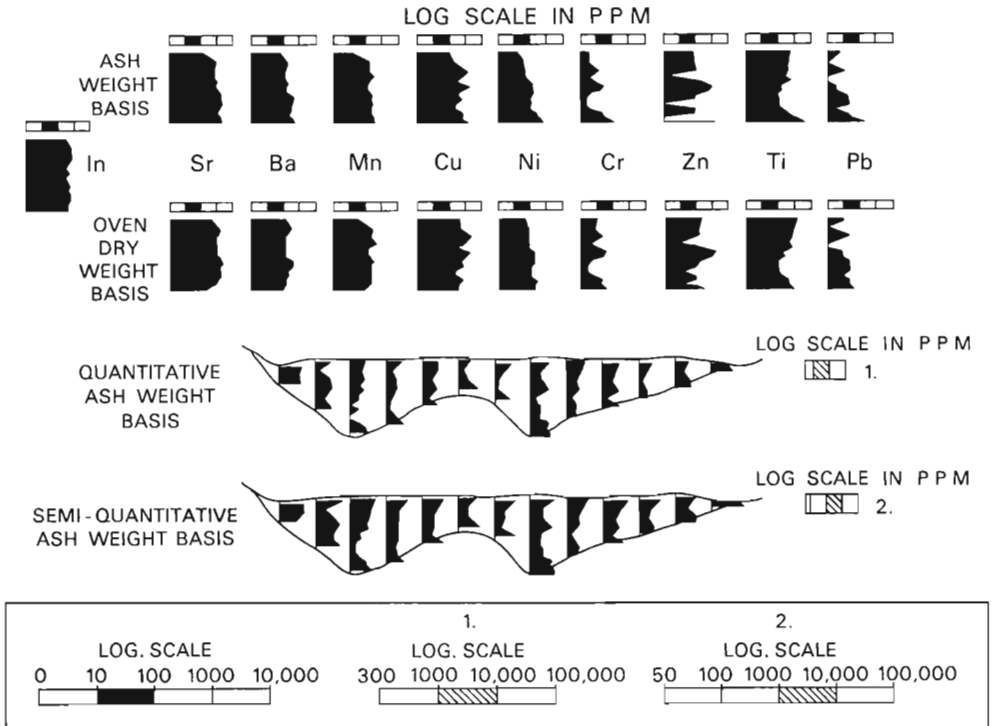 LOG SCALE IN PPM
ASH
WEIGHT
BASIS
In Sr Ba Mn Cu Ni Cr Zn Ti Pb
OVEN
DRY
WEIGHT
BASIS
QUANTITATIVE
ASH WEIGHT
BASIS
LOG SCALE IN PPM
1.
SEMI-QUANTITATIVE
ASH WEIGHT BASIS
LOG SCALE IN PPM
2.
LOG. SCALE
0 10 100 1000 10,000
1.
LOG. SCALE
300 1000 10,000 100,000
2.
LOG. SCALE
50 100 1000 10,000 100,000